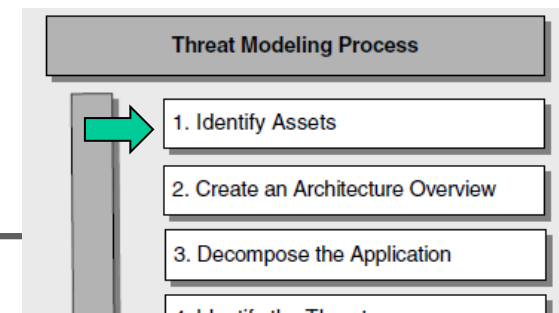 Threat Modeling Process
1. Identify Assets
2. Create an Architecture Overview
3. Decompose the Application